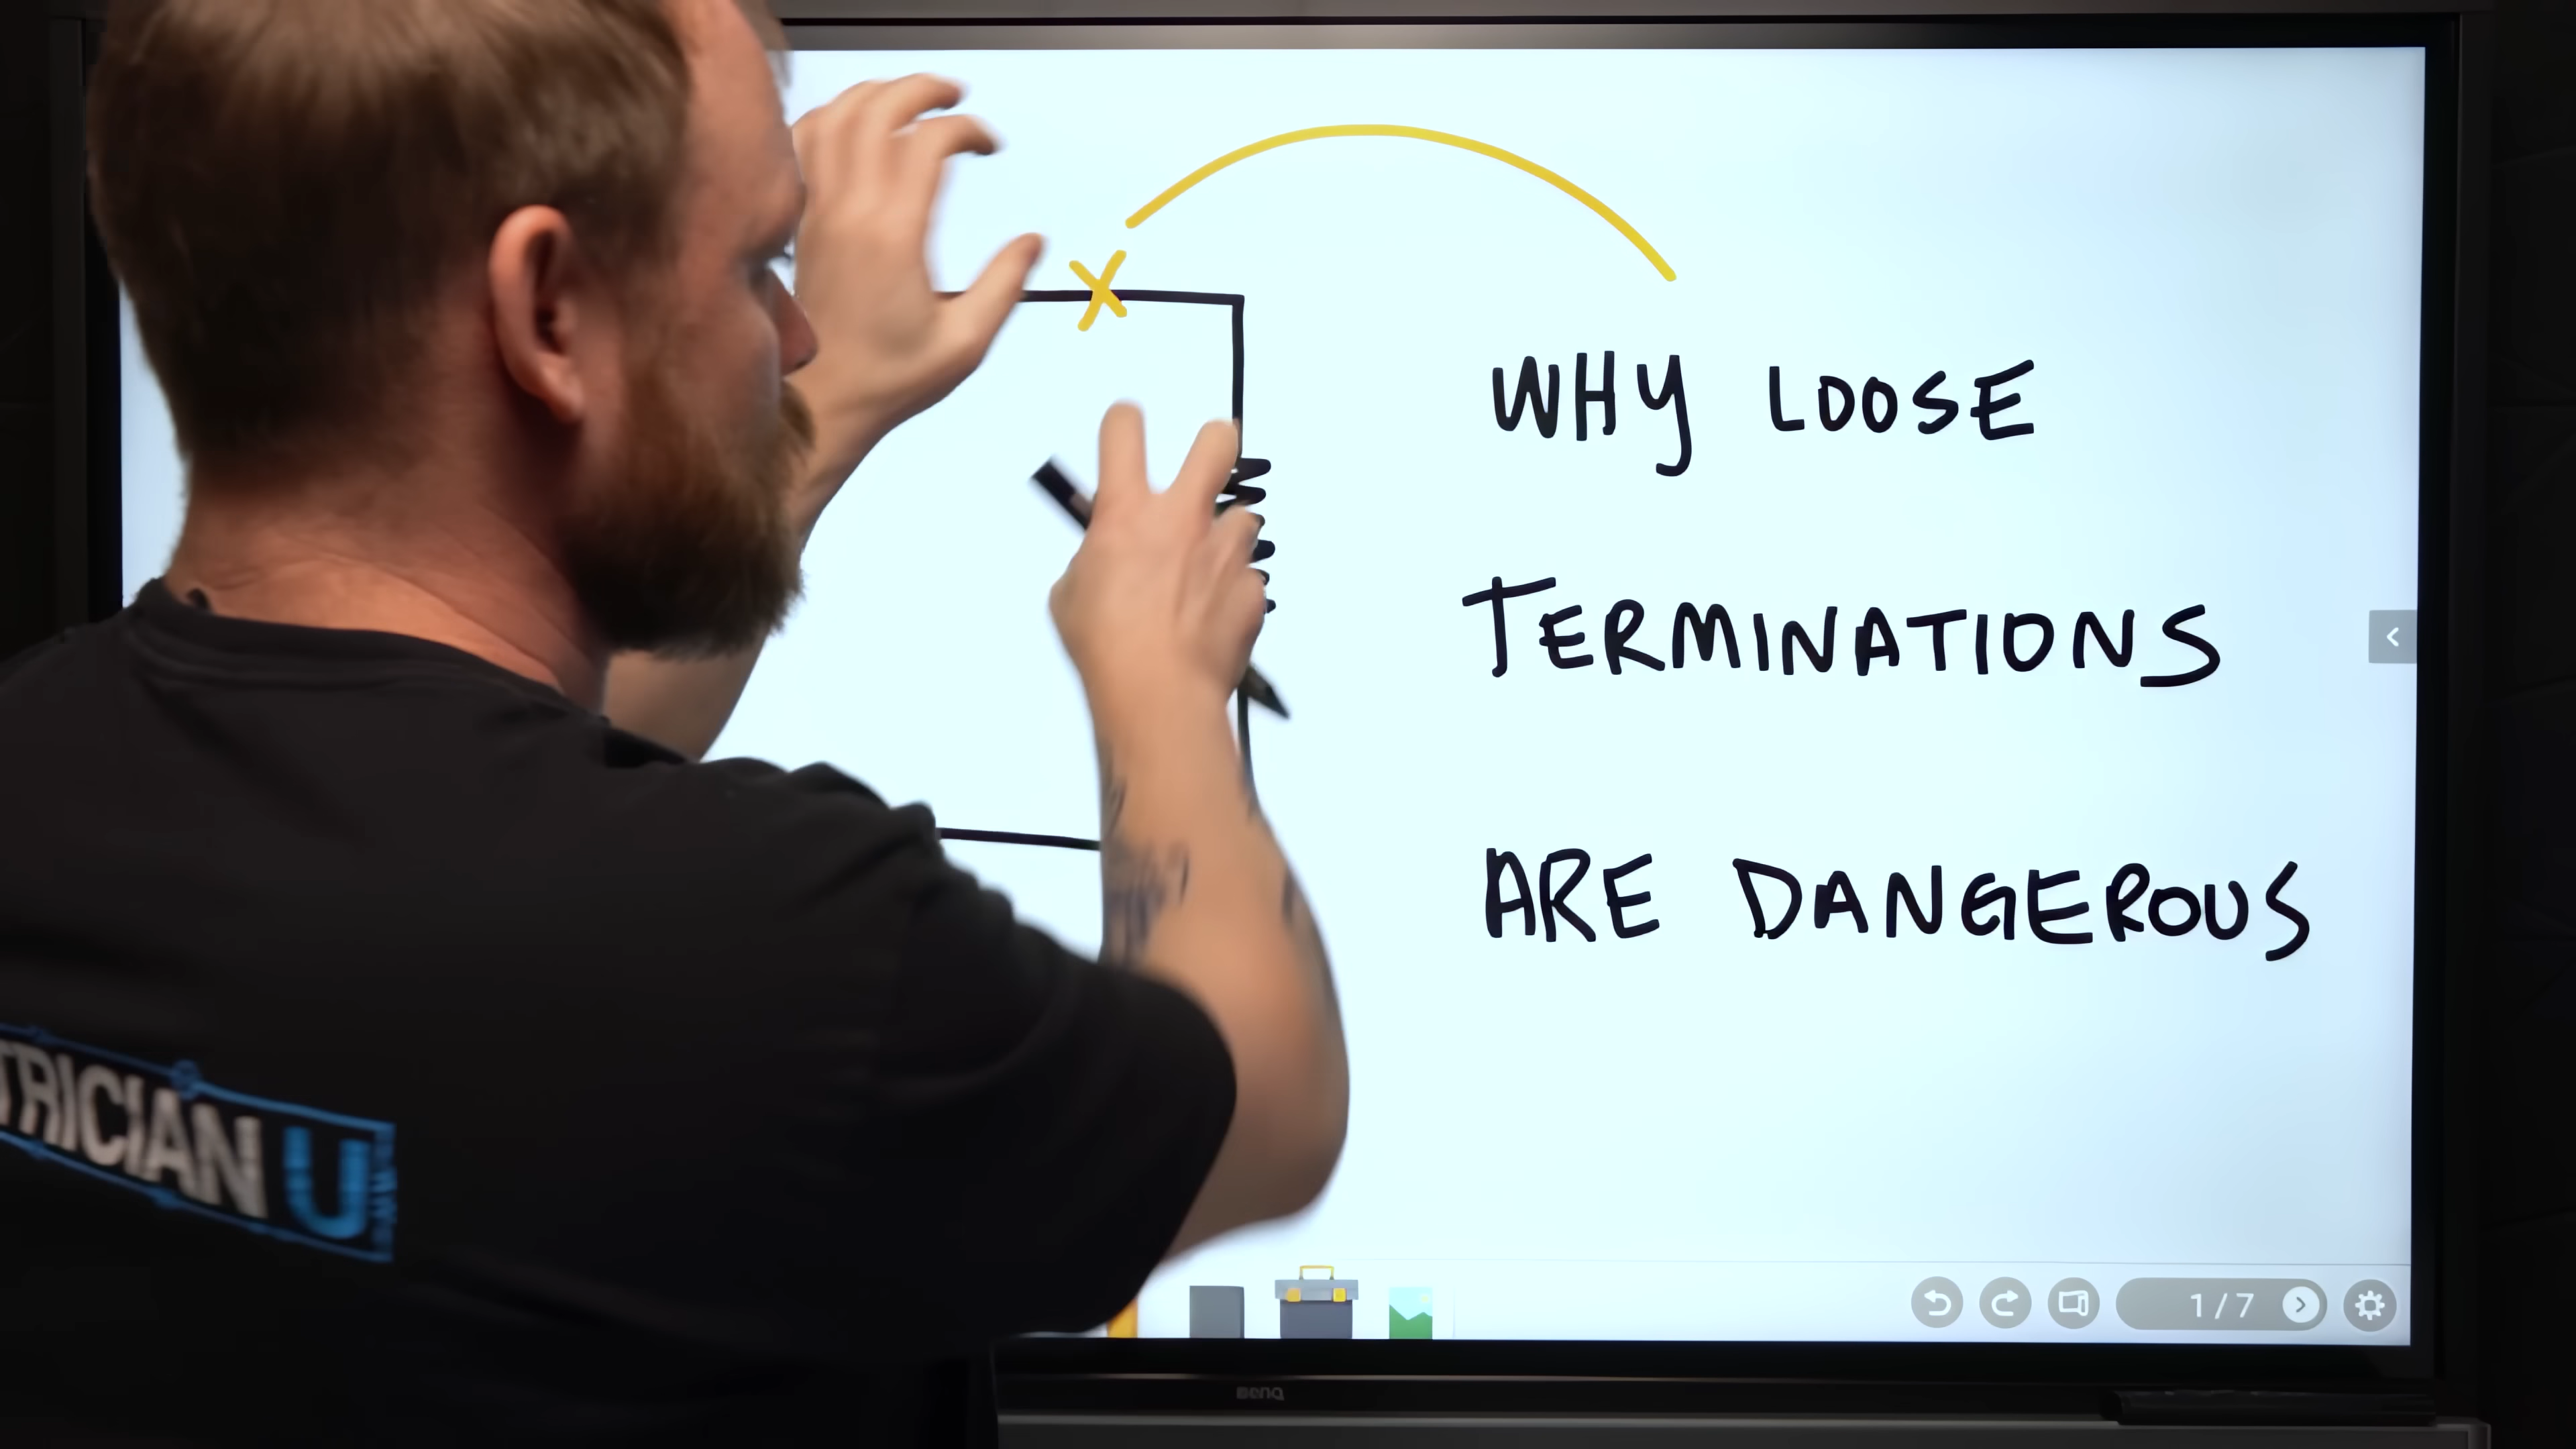 WHY LOOSE
TERMINATIONS
ARE DANGEROUS
TRICIAN U
1/7
BenQ